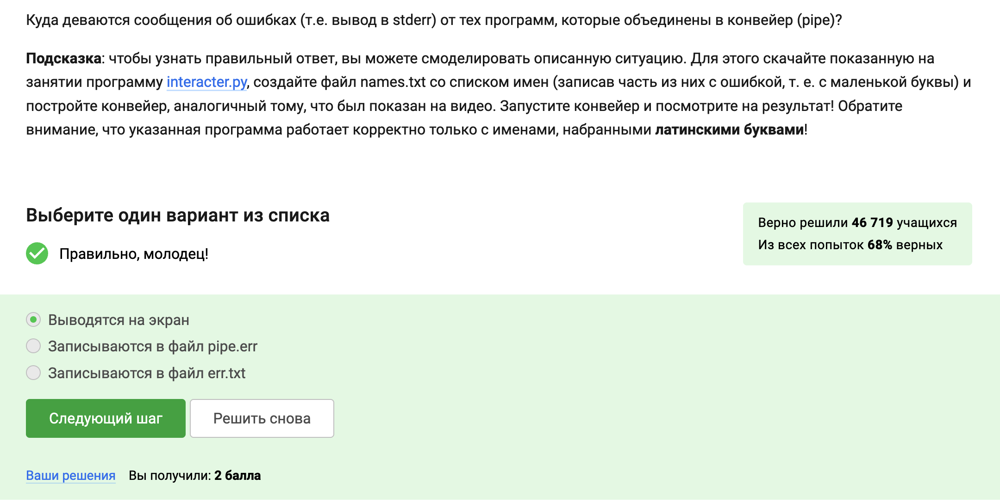 Куда деваются сообщения об ошибках (т.е. вывод в stderr) от тех программ, которые объединены в конвейер (pipe)?
Подсказка: чтобы узнать правильный ответ, вы можете смоделировать описанную ситуацию. Для этого скачайте показанную на
занятии программу interacter.py, создайте файл names.txt со списком имен (записав часть из них с ошибкой, т. е. с маленькой буквы) и
постройте конвейер, аналогичный тому, что был показан на видео. Запустите конвейер и посмотрите на результат! Обратите
внимание, что указанная программа работает корректно только с именами, набранными латинскими буквами!
Выберите один вариант из списка
Правильно, молодец!
Верно решили 46 719 учащихся
Из всех попыток 68% верных
Выводятся на экран
Записываются в файл pipe.err
Записываются в файл err.txt
Следующий шаг
Решить снова
Ваши решения Вы получили: 2 балла